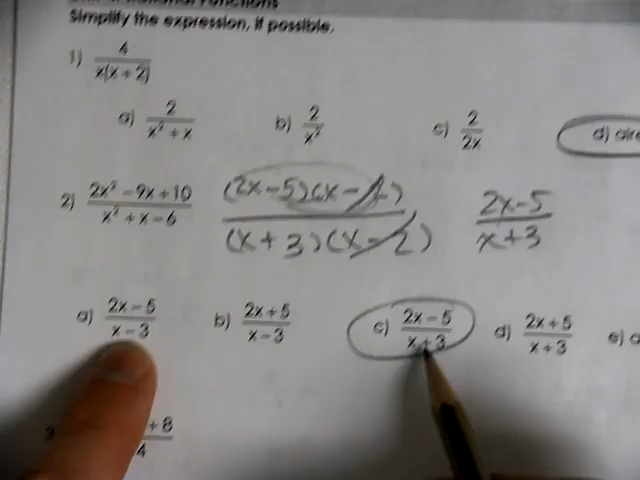 Simplify the expression, if possible.
1) 4 / x(x + 2)
a) 2 / x² + x b) 2 / x² c) 2 / 2x d)
2) 2x² - 9x + 10 / x² + x - 6 (2x-5)(x-2) / (x+3)(x-2) 2x-5 / x+3
a) 2x - 5 / x - 3 b) 2x + 5 / x - 3 c) 2x - 5 / x + 3 d) 2x + 5 / x + 3 e)
+ 8 / 4